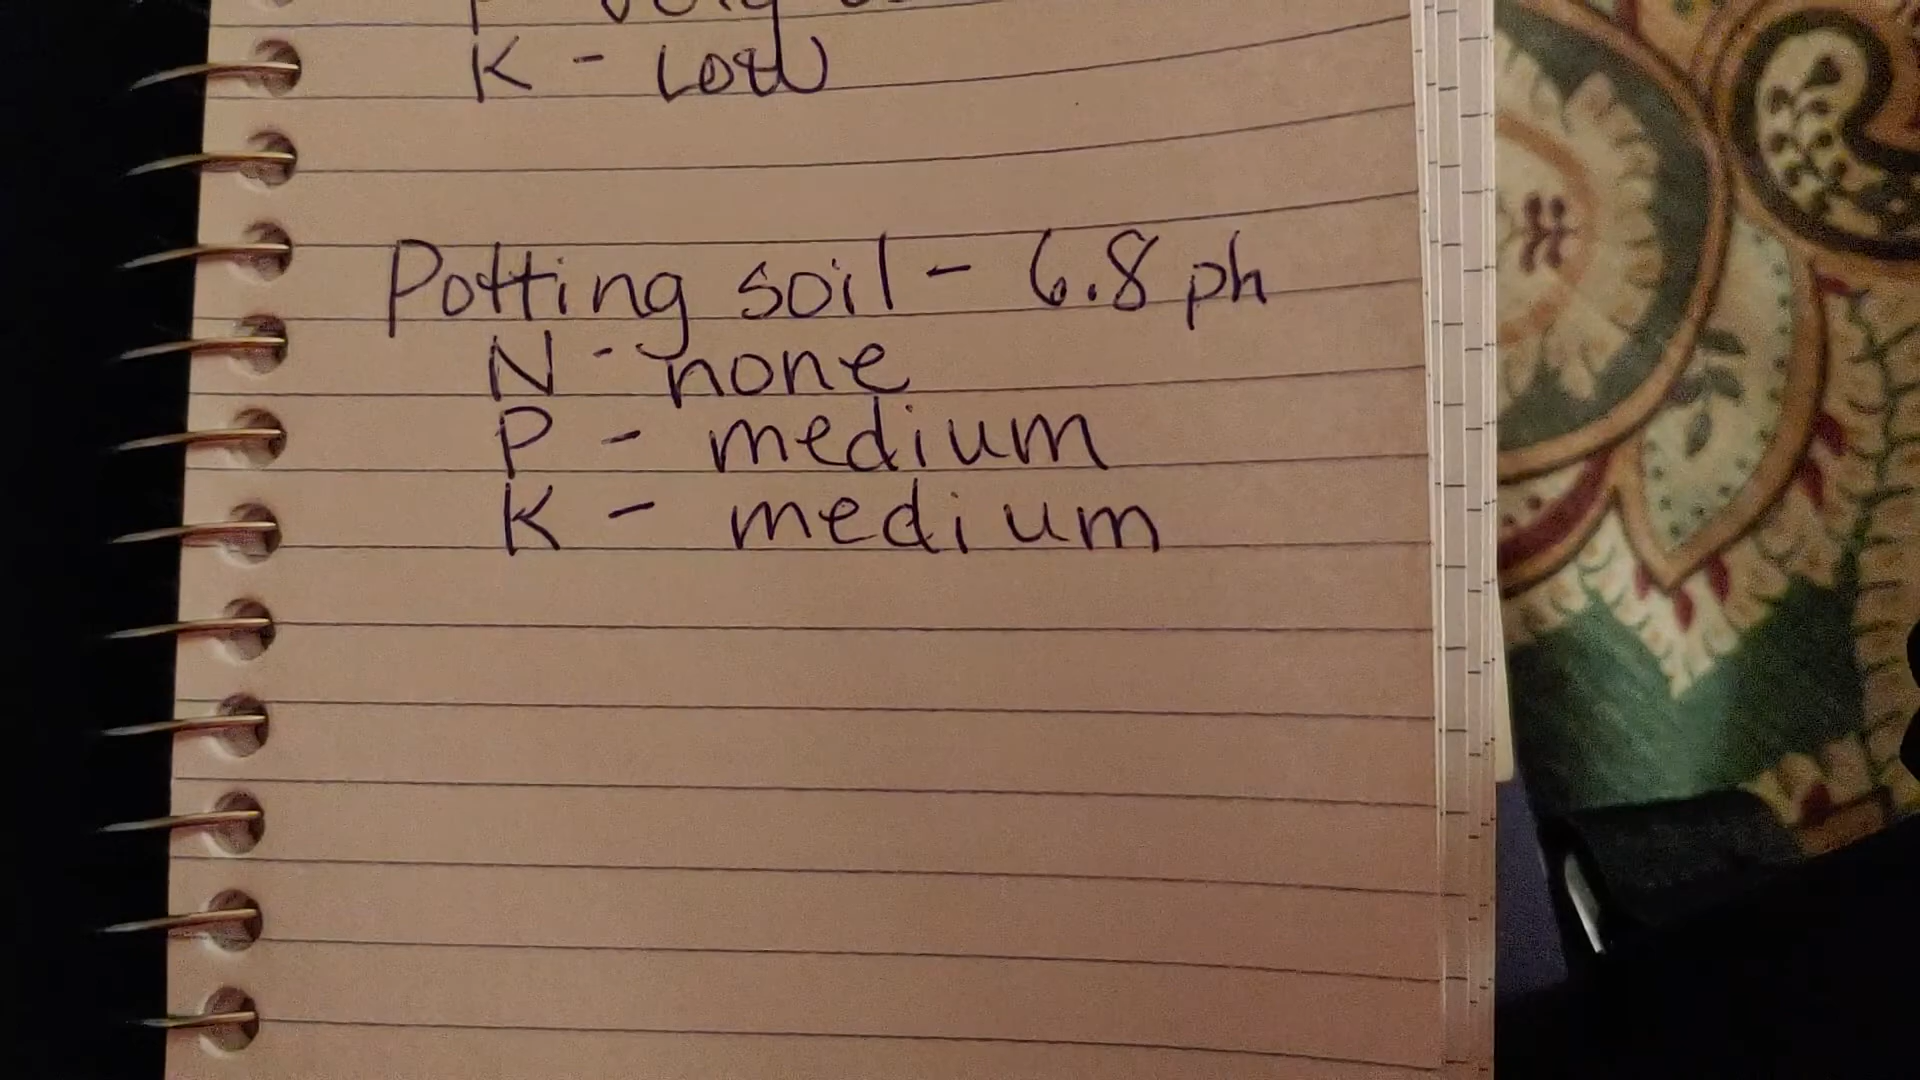 K - Low
Potting soil - 6.8 ph
N - none
P - medium
K - medium